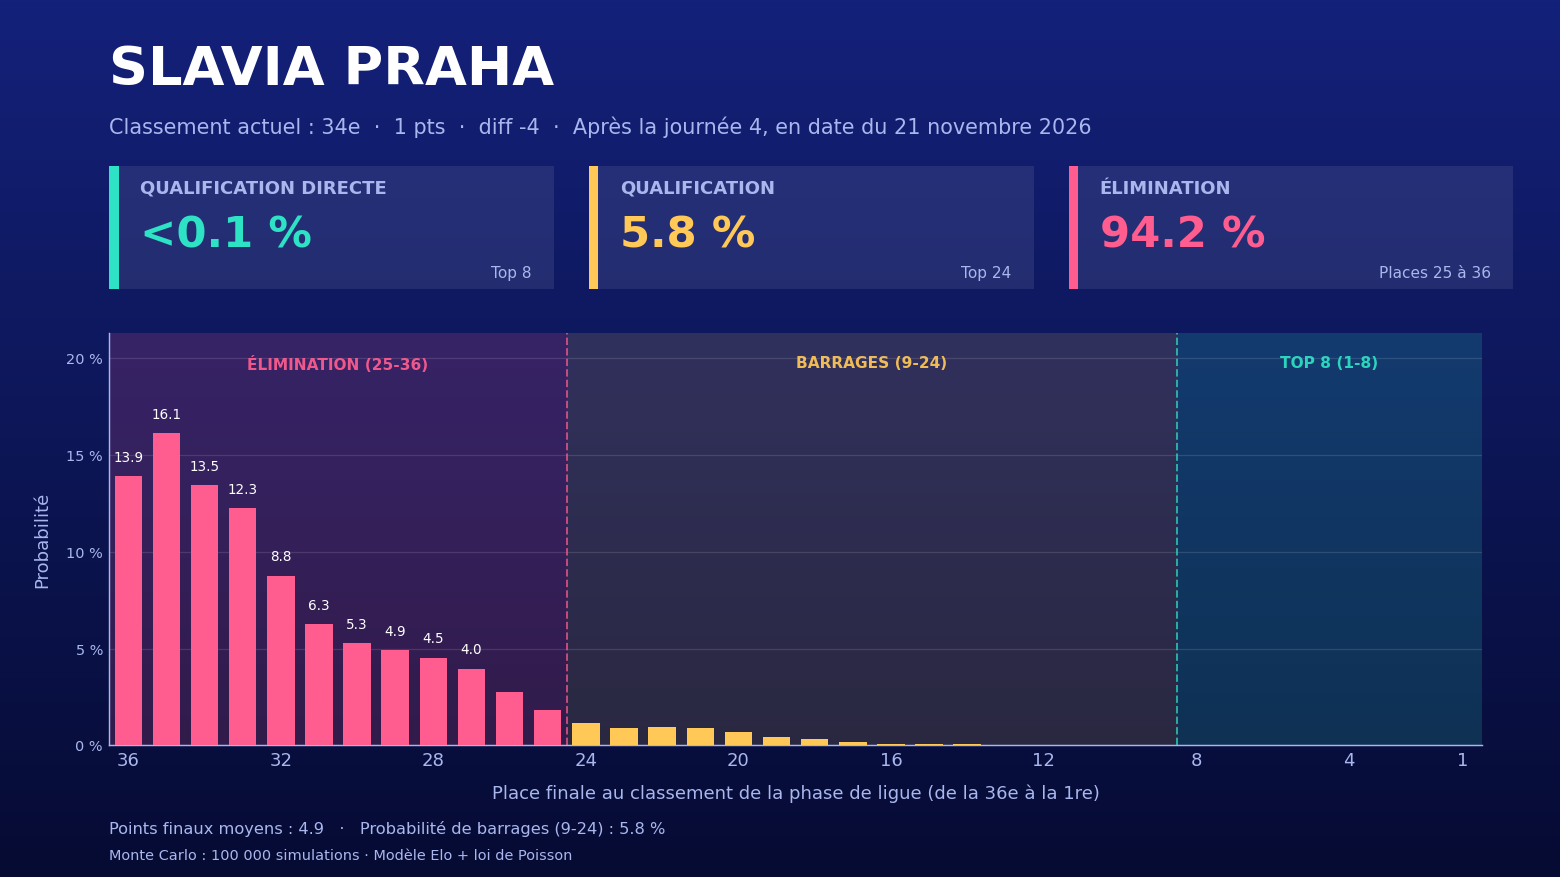 SLAVIA PRAHA
Classement actuel : 34e · 1 pts · diff -4 · Après la journée 4, en date du 21 novembre 2026
QUALIFICATION DIRECTE
<0.1 %
Top 8
QUALIFICATION
5.8 %
Top 24
ÉLIMINATION
94.2 %
Places 25 à 36
ÉLIMINATION (25-36)
BARRAGES (9-24)
TOP 8 (1-8)
20 %
15 %
10 %
5 %
0 %
Probabilité
13.9
16.1
13.5
12.3
8.8
6.3
5.3
4.9
4.5
4.0
36 32 28 24 20 16 12 8 4 1
Place finale au classement de la phase de ligue (de la 36e à la 1re)
Points finaux moyens : 4.9 · Probabilité de barrages (9-24) : 5.8 %
Monte Carlo : 100 000 simulations · Modèle Elo + loi de Poisson